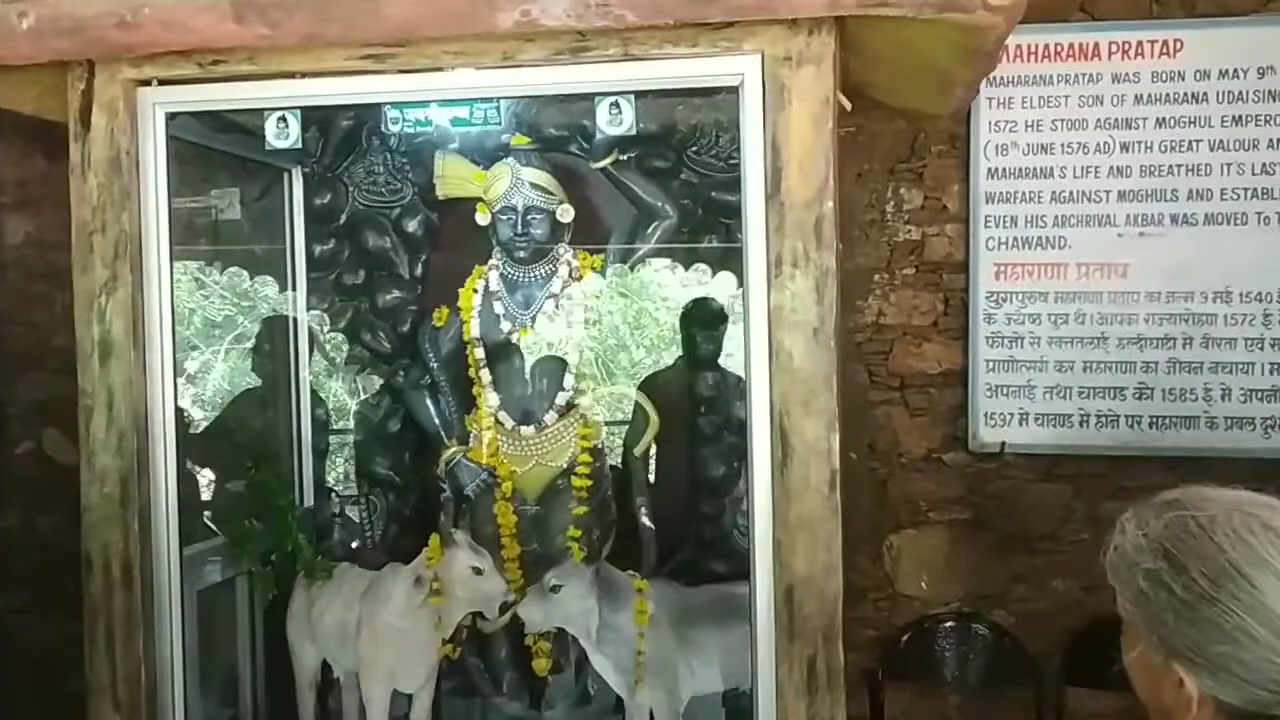 MAHARANA PRATAP
MAHARANA PRATAP WAS BORN ON MAY 9th
THE ELDEST SON OF MAHARANA UDAISING
1572 HE STOOD AGAINST MOGHUL EMPERO
(18th JUNE 1576 AD) WITH GREAT VALOUR AN
MAHARANA'S LIFE AND BREATHED IT'S LAST
WARFARE AGAINST MOGHULS AND ESTABL
EVEN HIS ARCHRIVAL AKBAR WAS MOVED To
CHAWAND.
महाराणा प्रताप
युगपुरुष महाराणा प्रताप का जन्म 9 मई 1540
के ज्येष्ठ पुत्र थे। आपका राज्यारोहण 1572 ई.
फौजों से रक्ततलाई हल्दीघाटी में वीरता एवं
प्राणोत्सर्ग कर महाराणा का जीवन बचाया।
अपनाई तथा चावण्ड को 1585 ई. में अपनी
1597 में चावण्ड में होने पर महाराणा के प्रबल